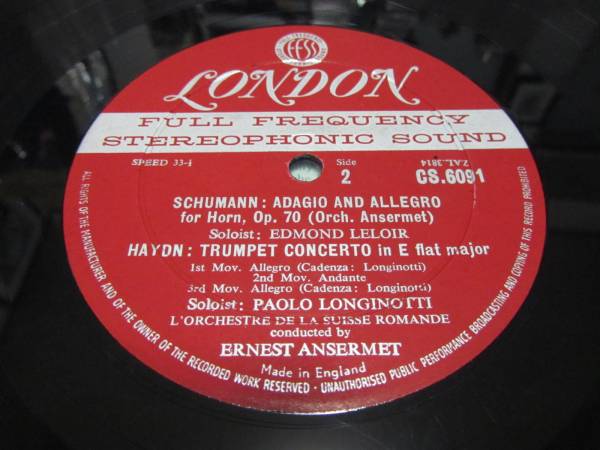 FFSS
LONDON
FULL FREQUENCY
STEREOPHONIC SOUND
SPEED 33-⅓
Side
2
ZAL.3814
CS.6091
SCHUMANN: ADAGIO AND ALLEGRO
for Horn, Op. 70 (Orch. Ansermet)
Soloist: EDMOND LELOIR
HAYDN: TRUMPET CONCERTO in E flat major
1st Mov. Allegro (Cadenza: Longinotti)
2nd Mov. Andante
3rd Mov. Allegro (Cadenza: Longinotti)
Soloist: PAOLO LONGINOTTI
L'ORCHESTRE DE LA SUISSE ROMANDE
conducted by
ERNEST ANSERMET
Made in England
ALL RIGHTS OF THE MANUFACTURER AND OF THE OWNER OF THE RECORDED WORK RESERVED · UNAUTHORISED PUBLIC PERFORMANCE BROADCASTING AND COPYING OF THIS RECORD PROHIBITED